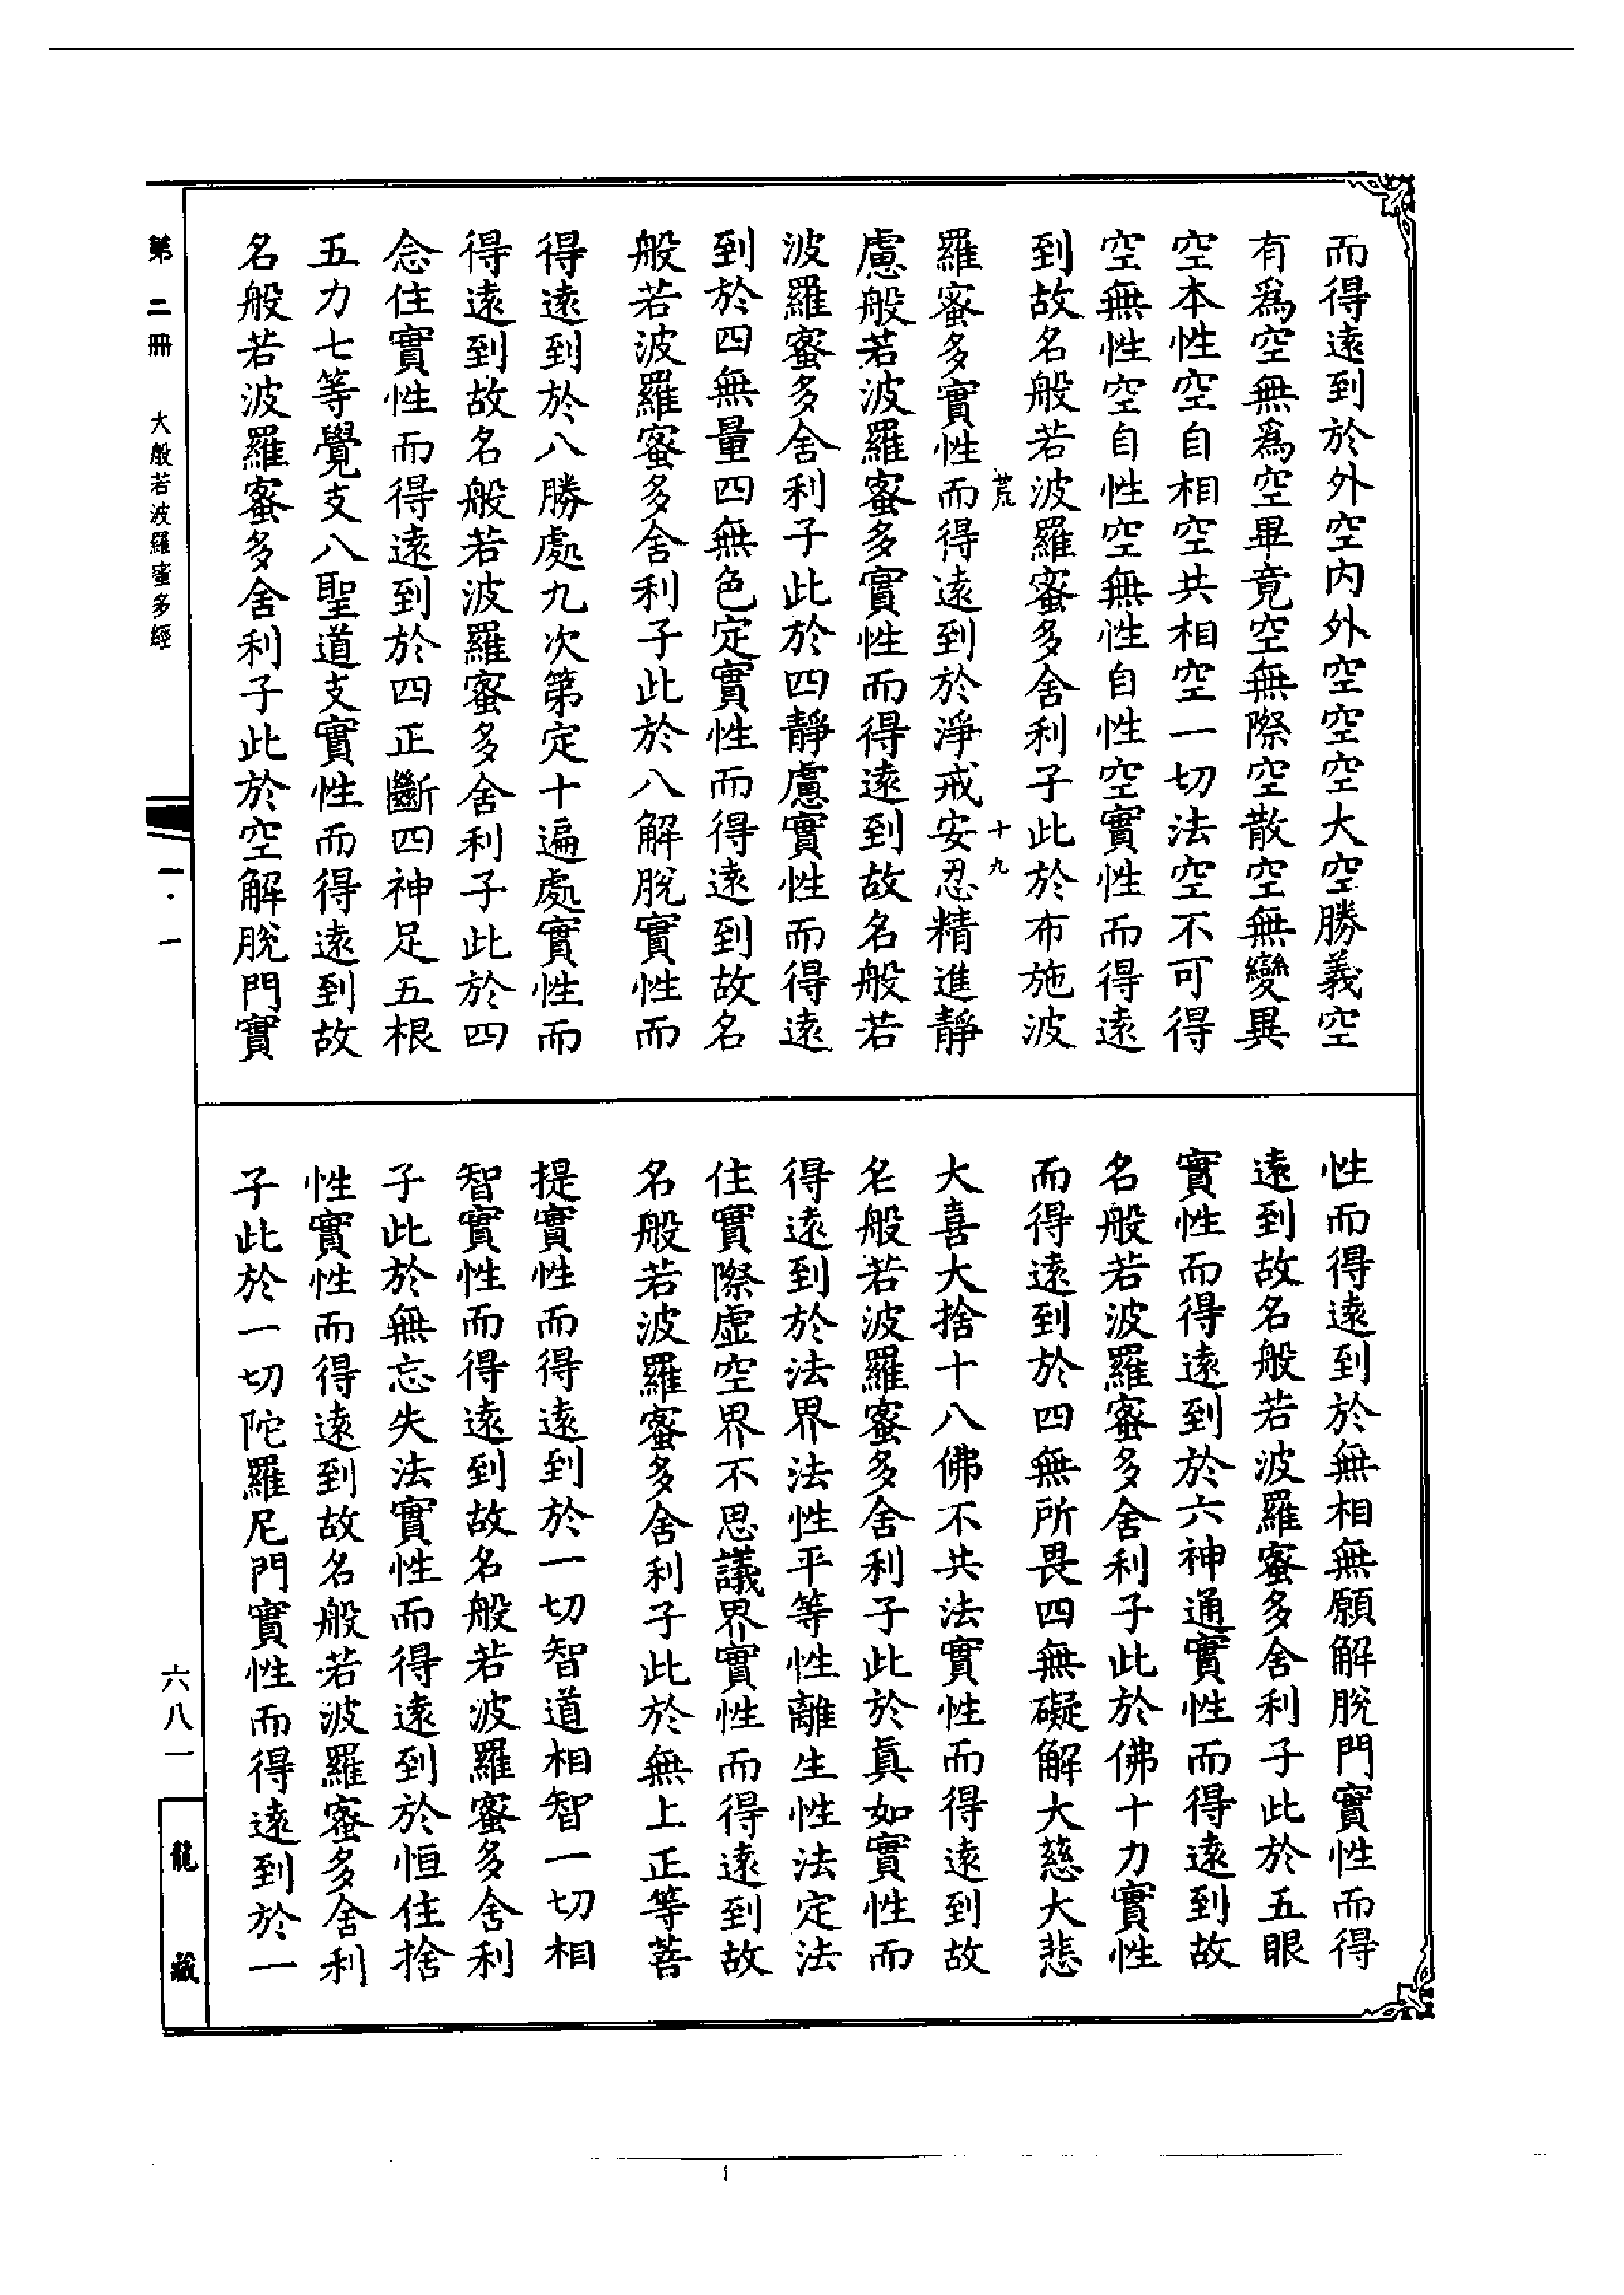 而得遠到於外空內外空空空大空勝義空
有爲空無爲空畢竟空無際空散空無變異
空本性空自相空共相空一切法空不可得
空無性空自性空無性自性空實性而得遠
到故名般若波羅蜜多舍利子此於布施波
荒 十九
羅蜜多實性而得遠到於淨戒安忍精進靜
慮般若波羅蜜多實性而得遠到故名般若
波羅蜜多舍利子此於四靜慮實性而得遠
到於四無量四無色定實性而得遠到故名
般若波羅蜜多舍利子此於八解脫實性而
得遠到於八勝處九次第定十遍處實性而
得遠到故名般若波羅蜜多舍利子此於四
念住實性而得遠到於四正斷四神足五根
五力七等覺支八聖道支實性而得遠到故
名般若波羅蜜多舍利子此於空解脫門實
性而得遠到於無相無願解脫門實性而得
遠到故名般若波羅蜜多舍利子此於五眼
實性而得遠到於六神通實性而得遠到故
名般若波羅蜜多舍利子此於佛十力實性
而得遠到於四無所畏四無礙解大慈大悲
大喜大捨十八佛不共法實性而得遠到故
名般若波羅蜜多舍利子此於真如實性而
得遠到於法界法性平等性離生性法定法
住實際虛空界不思議界實性而得遠到故
名般若波羅蜜多舍利子此於無上正等菩
提實性而得遠到於一切智道相智一切相
智實性而得遠到故名般若波羅蜜多舍利
子此於無忘失法實性而得遠到於恒住捨
性實性而得遠到故名般若波羅蜜多舍利
子此於一切陀羅尼門實性而得遠到於一
第二冊 大般若波羅蜜多經 一·一 六八一 龍藏